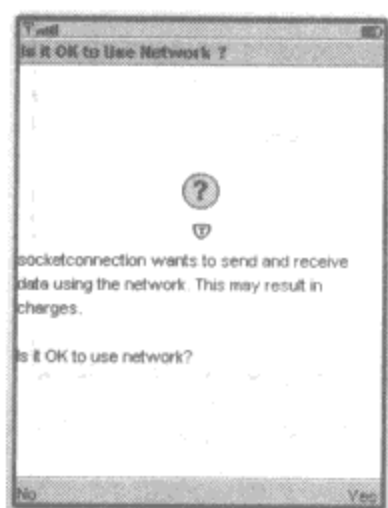 Is it OK to Use Network ?
?
socketconnection wants to send and receive
data using the network. This may result in
charges.
Is it OK to use network?
No
Yes